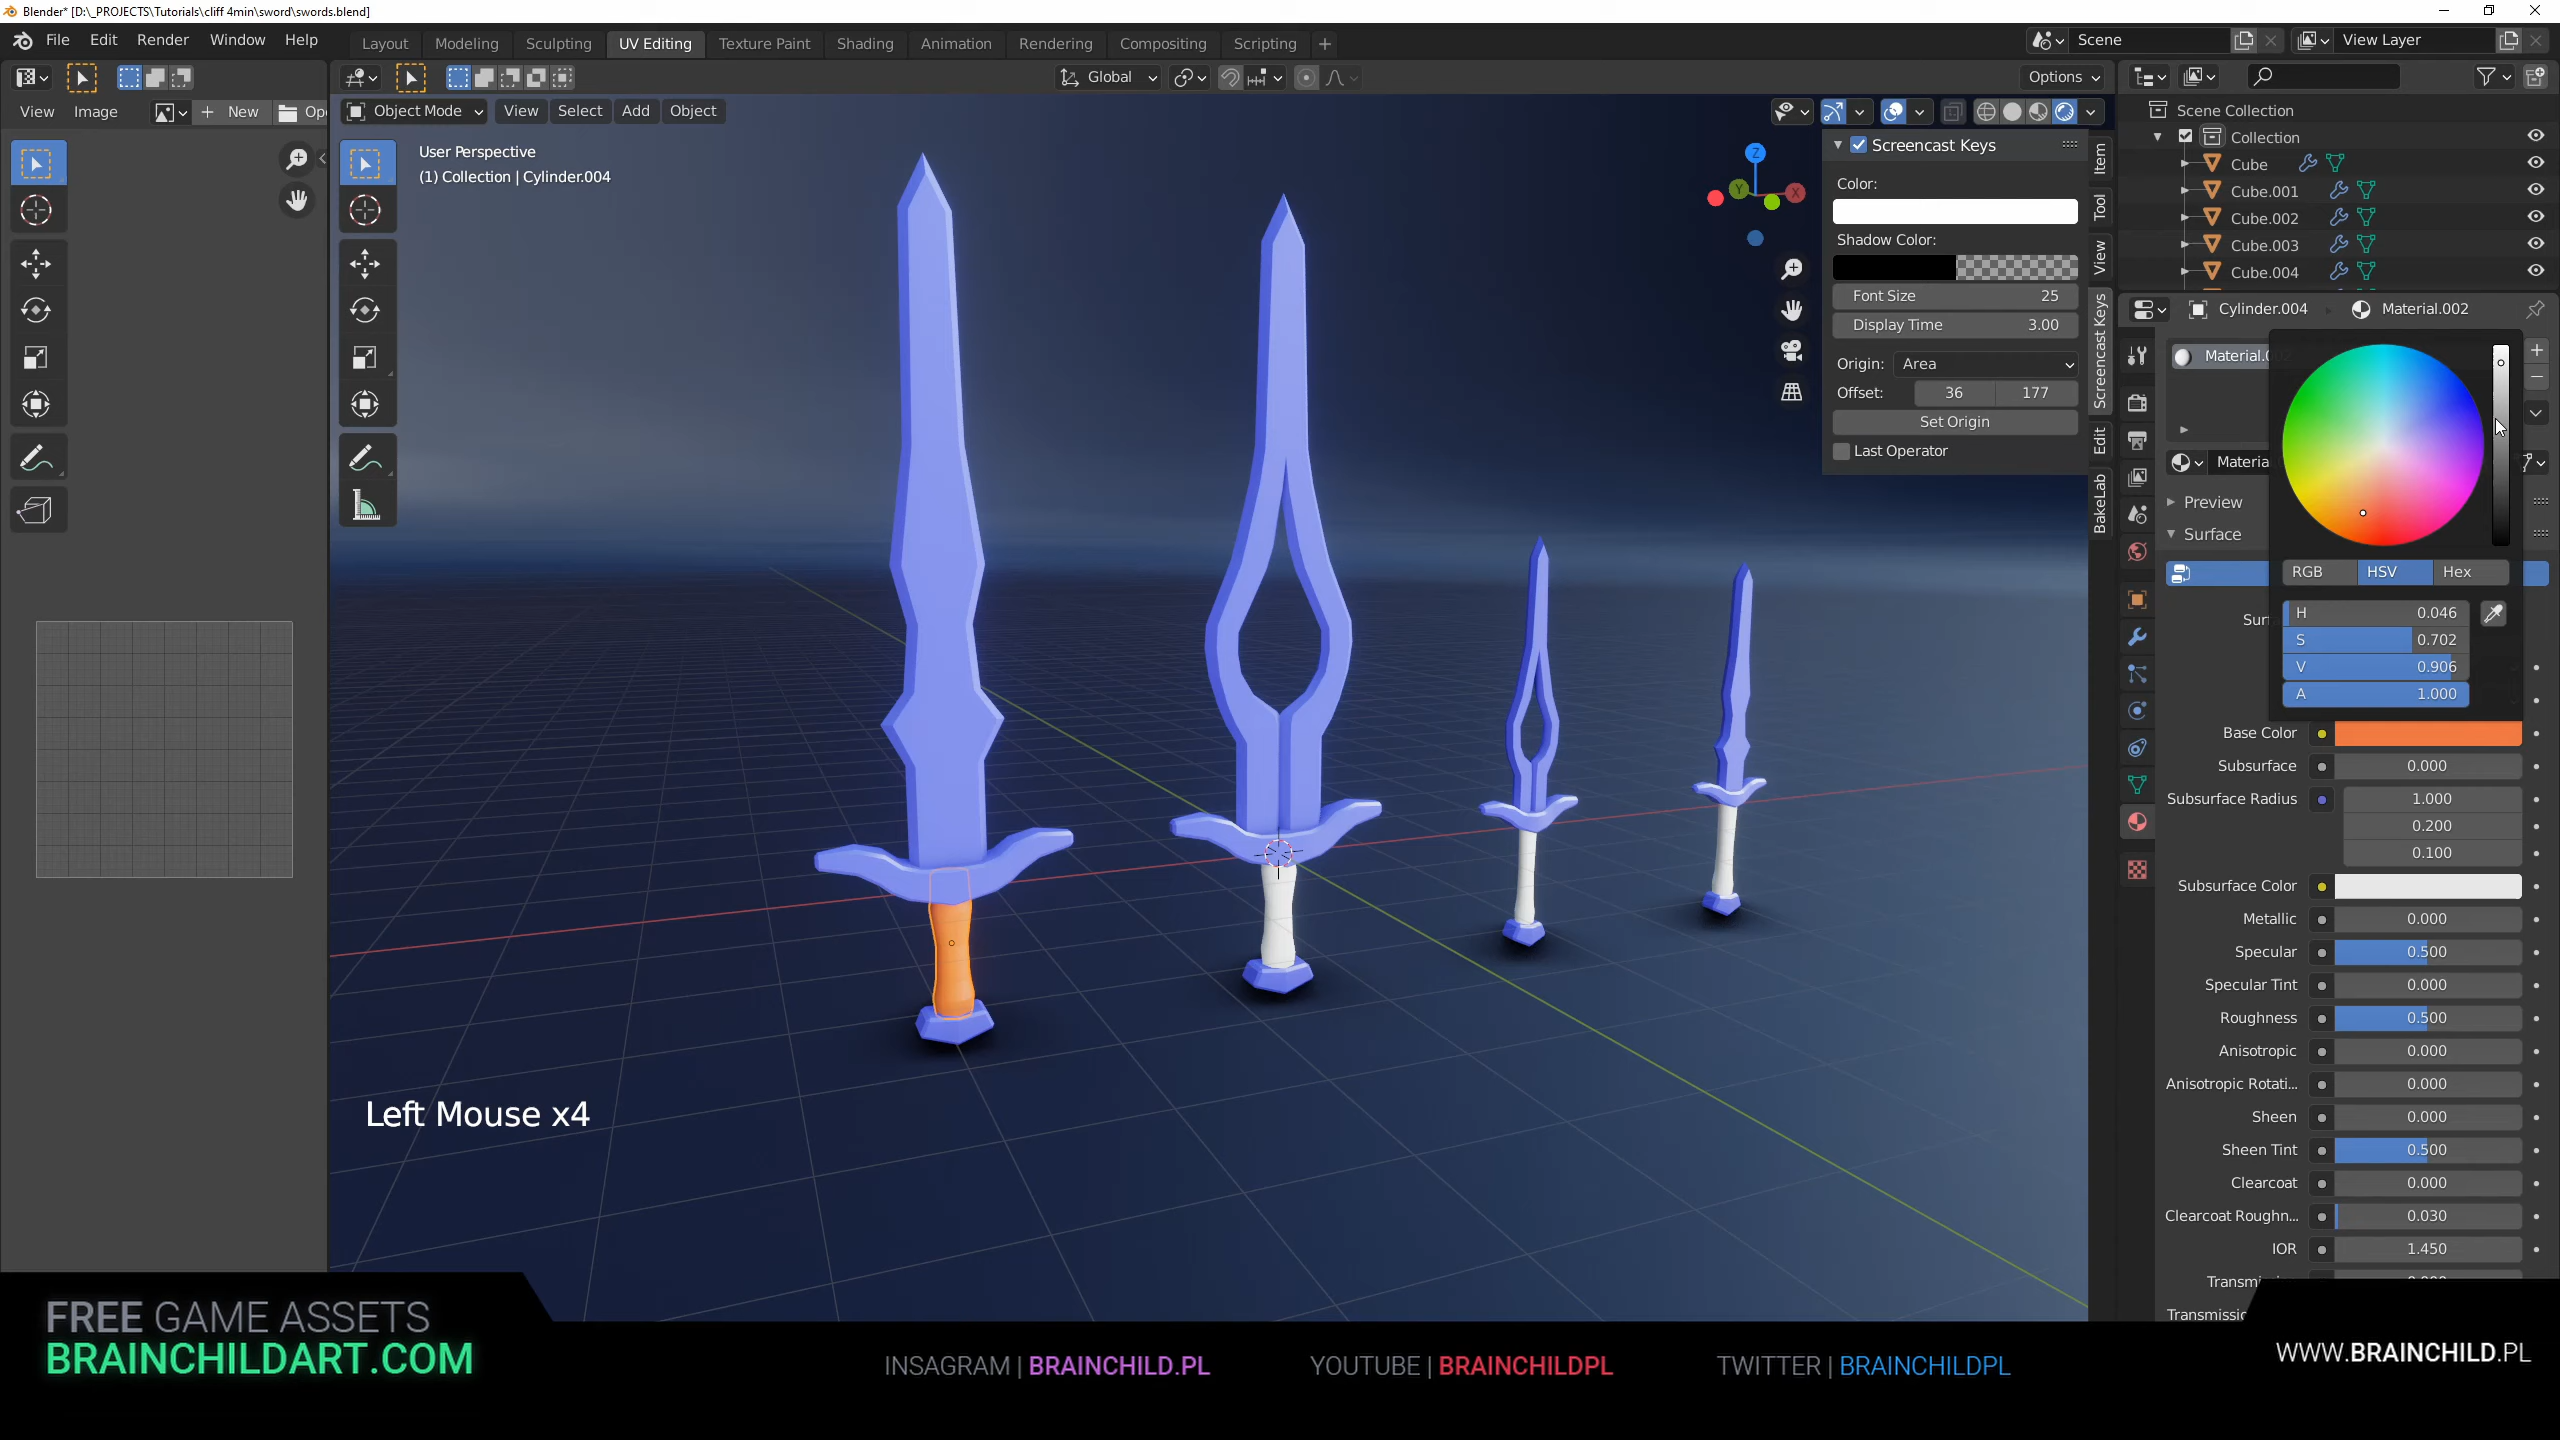 Blender* [D:\_PROJECTS\Tutorials\cliff 4min\sword\swords.blend]
File Edit Render Window Help
Layout Modeling Sculpting UV Editing Texture Paint Shading Animation Rendering Compositing Scripting +
Scene
View Layer
Global
Options
View Image + New
Object Mode View Select Add Object
User Perspective
(1) Collection | Cylinder.004
Z
Y
X
Screencast Keys
Color:
Shadow Color:
Font Size 25
Display Time 3.00
Origin: Area
Offset: 36 177
Set Origin
Last Operator
Item
Tool
View
Screencast Keys
Edit
BakeLab
Scene Collection
Collection
Cube
Cube.001
Cube.002
Cube.003
Cube.004
Cylinder.004 Material.002
Preview
Surface
RGB HSV Hex
H 0.046
S 0.702
V 0.906
A 1.000
Base Color
Subsurface 0.000
Subsurface Radius 1.000
0.200
0.100
Subsurface Color
Metallic 0.000
Specular 0.500
Specular Tint 0.000
Roughness 0.500
Anisotropic 0.000
Anisotropic Rotati... 0.000
Sheen 0.000
Sheen Tint 0.500
Clearcoat 0.000
Clearcoat Roughn... 0.030
IOR 1.450
Left Mouse x4
FREE GAME ASSETS
BRAINCHILDART.COM
INSAGRAM | BRAINCHILD.PL
YOUTUBE | BRAINCHILDPL
TWITTER | BRAINCHILDPL
WWW.BRAINCHILD.PL